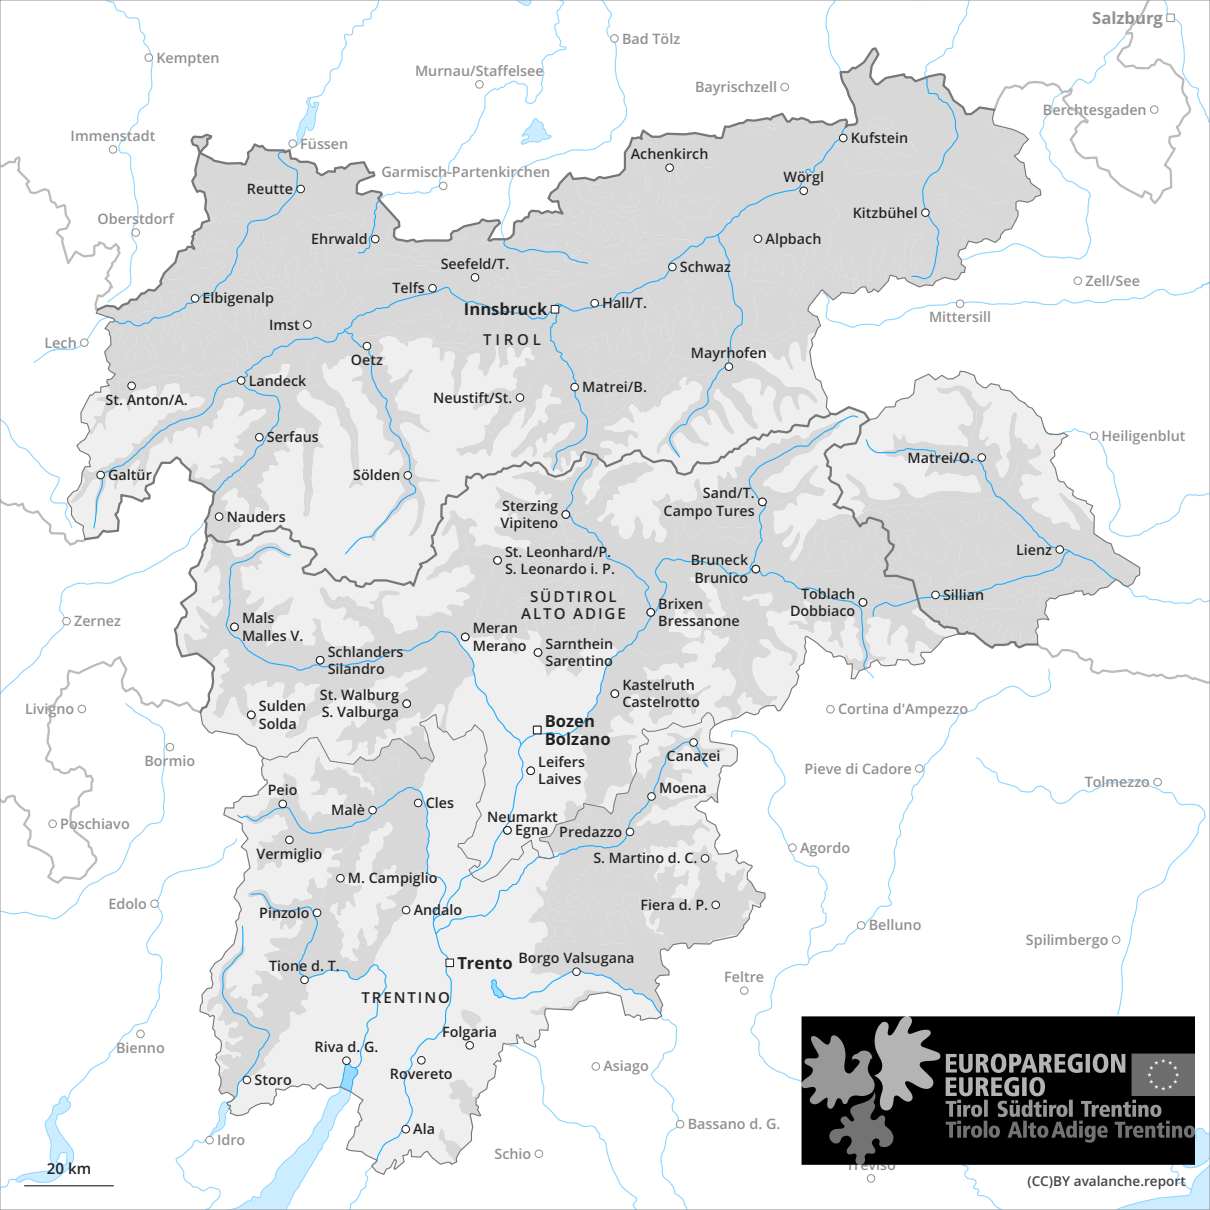 Salzburg
Bad Tölz
Kempten
Murnau/Staffelsee
Bayrischzell
Berchtesgaden
Immenstadt
Füssen
Kufstein
Achenkirch
Garmisch-Partenkirchen
Wörgl
Reutte
Oberstdorf
Kitzbühel
Ehrwald
Alpbach
Seefeld/T.
Schwaz
Zell/See
Telfs
Elbigenalp
Hall/T.
Innsbruck
Mittersill
Imst
TIROL
Lech
Oetz
Mayrhofen
Landeck
Matrei/B.
St. Anton/A.
Neustift/St.
Serfaus
Heiligenblut
Matrei/O.
Galtür
Sölden
Sand/T.
Campo Tures
Sterzing
Vipiteno
Nauders
Lienz
St. Leonhard/P.
S. Leonardo i. P.
Bruneck
Brunico
SÜDTIROL
ALTO ADIGE
Toblach
Dobbiaco
Sillian
Brixen
Bressanone
Zernez
Mals
Malles V.
Meran
Merano
Sarnthein
Sarentino
Schlanders
Silandro
Kastelruth
Castelrotto
St. Walburg
S. Valburga
Livigno
Sulden
Solda
Cortina d'Ampezzo
Bozen
Bolzano
Bormio
Canazei
Leifers
Laives
Pieve di Cadore
Tolmezzo
Peio
Moena
Malè
Cles
Neumarkt
Egna
Poschiavo
Predazzo
Vermiglio
Agordo
S. Martino d. C.
M. Campiglio
Edolo
Pinzolo
Andalo
Fiera d. P.
Belluno
Spilimbergo
Trento
Borgo Valsugana
Tione d. T.
Feltre
TRENTINO
Bienno
Folgaria
Riva d. G.
Rovereto
Asiago
Storo
EUROPAREGION
EUREGIO
Tirol Südtirol Trentino
Tirolo Alto Adige Trentino
Idro
Ala
Bassano d. G.
Schio
Treviso
20 km
(CC)BY avalanche.report